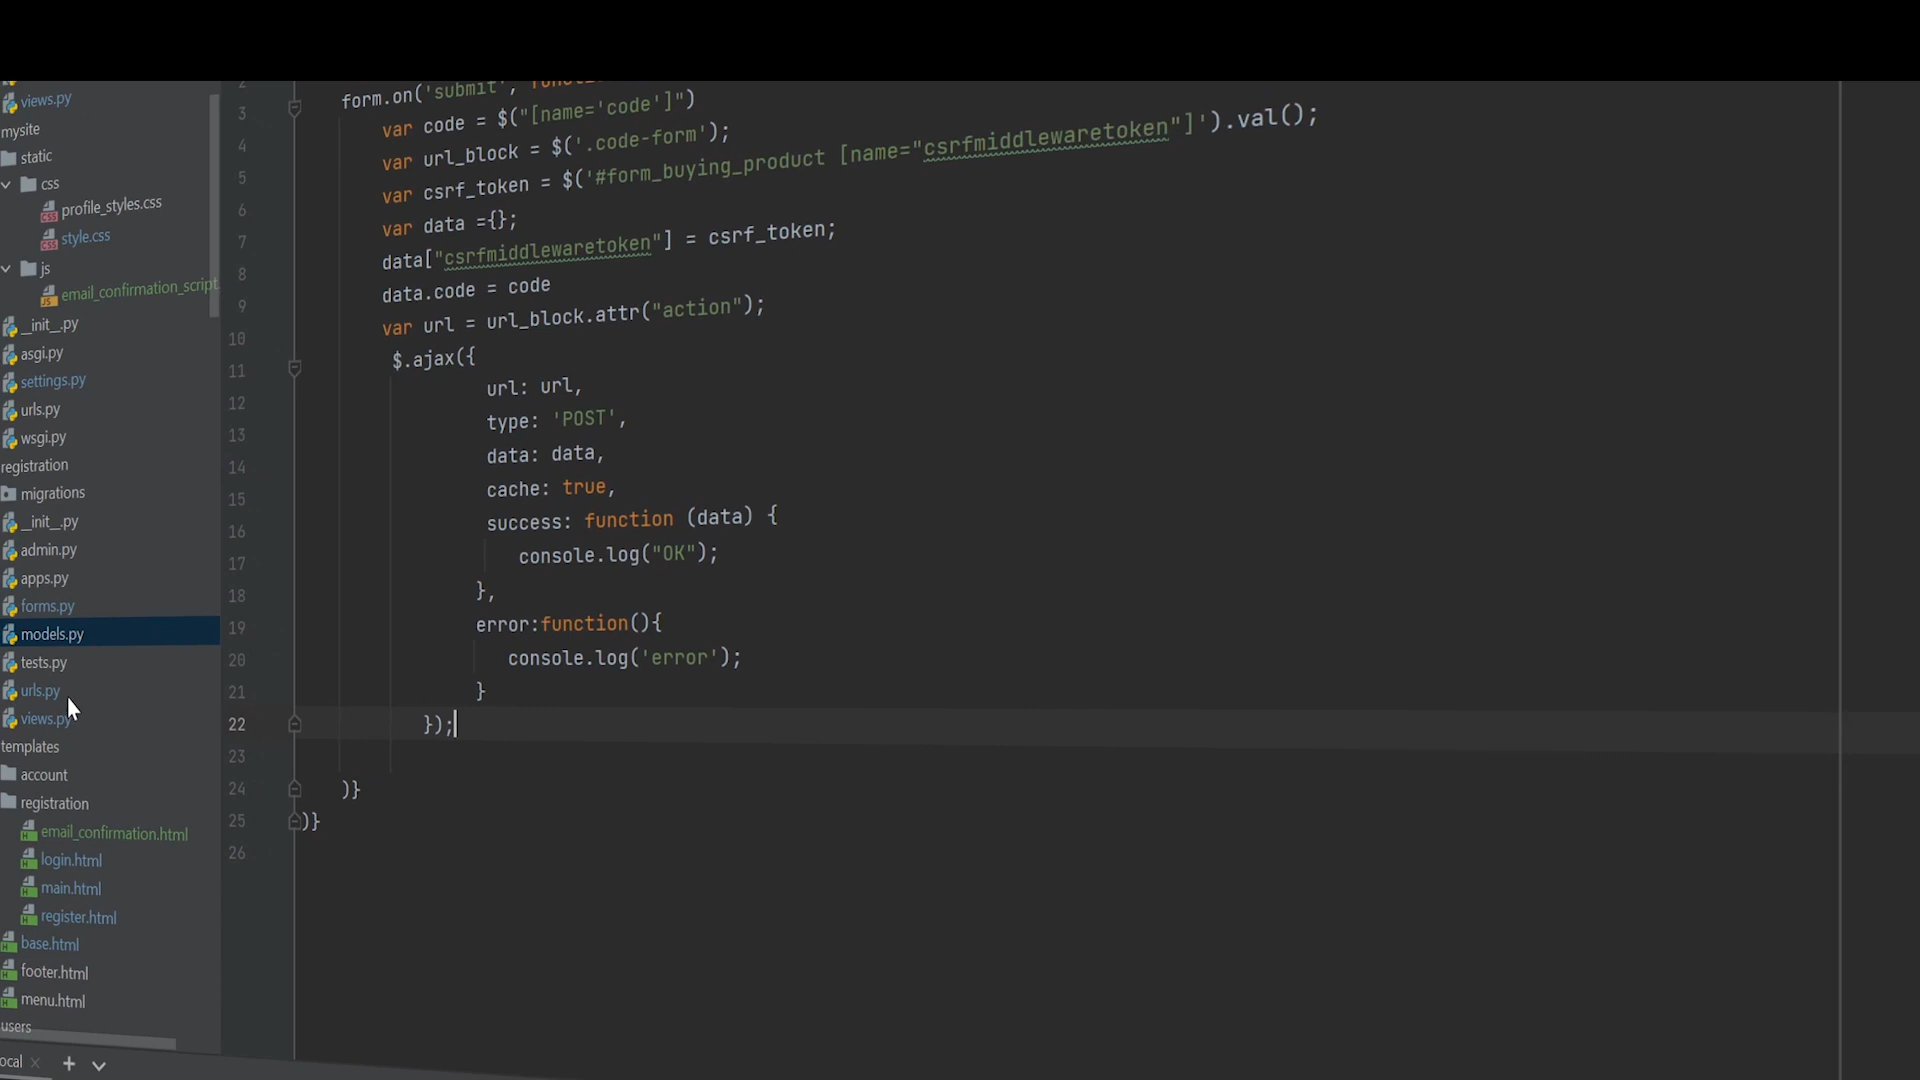 views.py
mysite
static
css
profile_styles.css
style.css
js
email_confirmation_script
__init__.py
asgi.py
settings.py
urls.py
wsgi.py
registration
migrations
__init__.py
admin.py
apps.py
forms.py
models.py
tests.py
urls.py
views.py
templates
account
registration
email_confirmation.html
login.html
main.html
register.html
base.html
footer.html
menu.html
users
ocal × +
2
3 form.on('submit',
4 var code = $("[name='code']")
5 var url_block = $('.code-form');
6 var csrf_token = $('#form_buying_product [name="csrfmiddlewaretoken"]').val();
7 var data ={};
8 data["csrfmiddlewaretoken"] = csrf_token;
9 data.code = code
10 var url = url_block.attr("action");
11 $.ajax({
12 url: url,
13 type: 'POST',
14 data: data,
15 cache: true,
16 success: function (data) {
17 console.log("OK");
18 },
19 error:function(){
20 console.log('error');
21 }
22 });
23
24 )}
25 )}
26